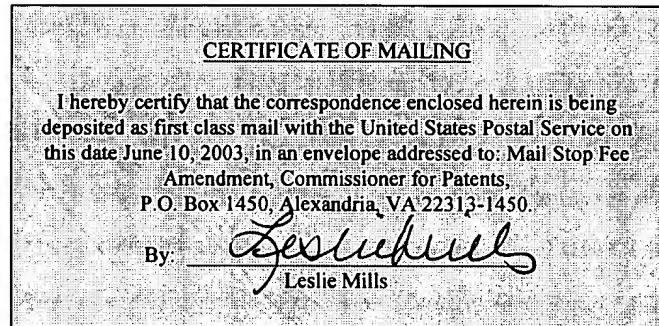 CERTIFICATE OF MAILING
I hereby certify that the correspondence enclosed herein is being
deposited as first class mail with the United States Postal Service on
this date June 10, 2003, in an envelope addressed to: Mail Stop Fee
Amendment, Commissioner for Patents,
P.O. Box 1450, Alexandria, VA 22313-1450.
By: Leslie Mills
Leslie Mills